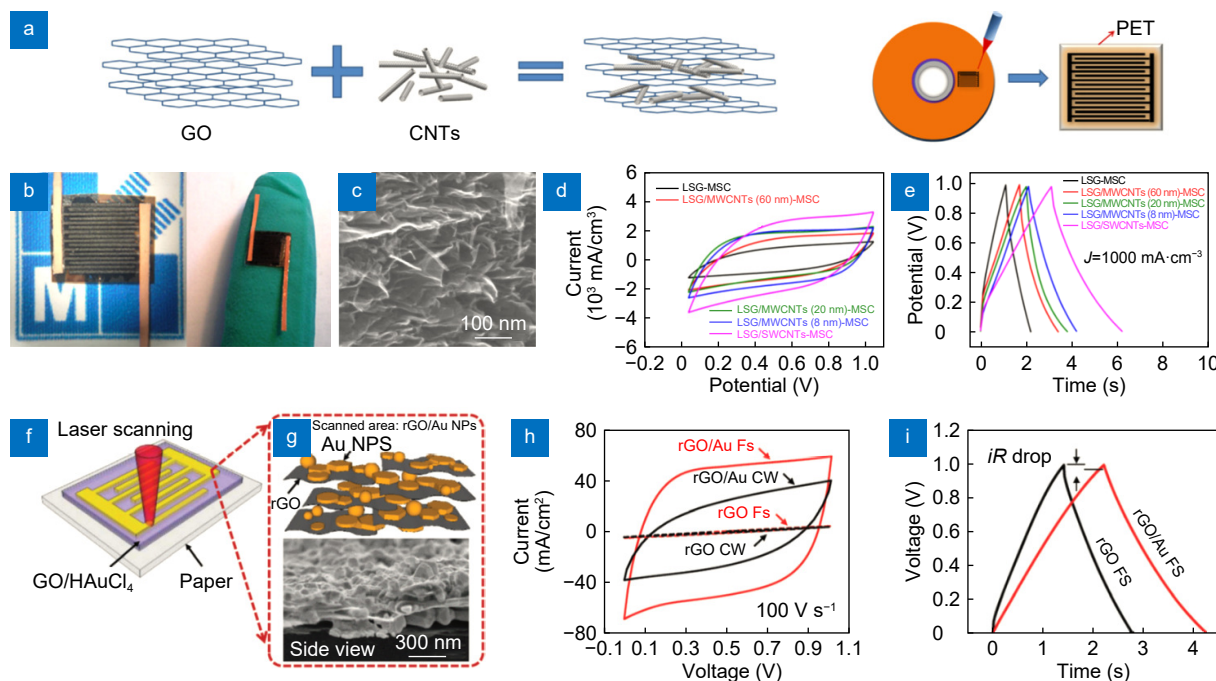 a
GO
CNTs
PET
b
M
c
100 nm
d
Current
(10³ mA/cm³)
6
4
2
0
−2
−4
−6
LSG-MSC
LSG/MWCNTs (60 nm)-MSC
LSG/MWCNTs (20 nm)-MSC
LSG/MWCNTs (8 nm)-MSC
LSG/SWCNTs-MSC
−0.2 0 0.2 0.4 0.6 0.8 1.0 1.2
Potential (V)
e
Potential (V)
1.0
0.8
0.6
0.4
0.2
0
LSG-MSC
LSG/MWCNTs (60 nm)-MSC
LSG/MWCNTs (20 nm)-MSC
LSG/MWCNTs (8 nm)-MSC
LSG/SWCNTs-MSC
J=1000 mA·cm⁻³
0 2 4 6 8 10
Time (s)
f
Laser scanning
GO/HAuCl₄
Paper
g
Scanned area: rGO/Au NPs
Au NPS
rGO
Side view
300 nm
h
Current
(mA/cm²)
80
40
0
−40
−80
rGO/Au Fs
rGO/Au CW
rGO Fs
rGO CW
100 V s⁻¹
0.1 0.3 0.5 0.7 0.9 1.1
Voltage (V)
i
Voltage (V)
1.2
1.0
0.8
0.6
0.4
0.2
0
iR drop
rGO FS
rGO/Au FS
0 1 2 3 4
Time (s)